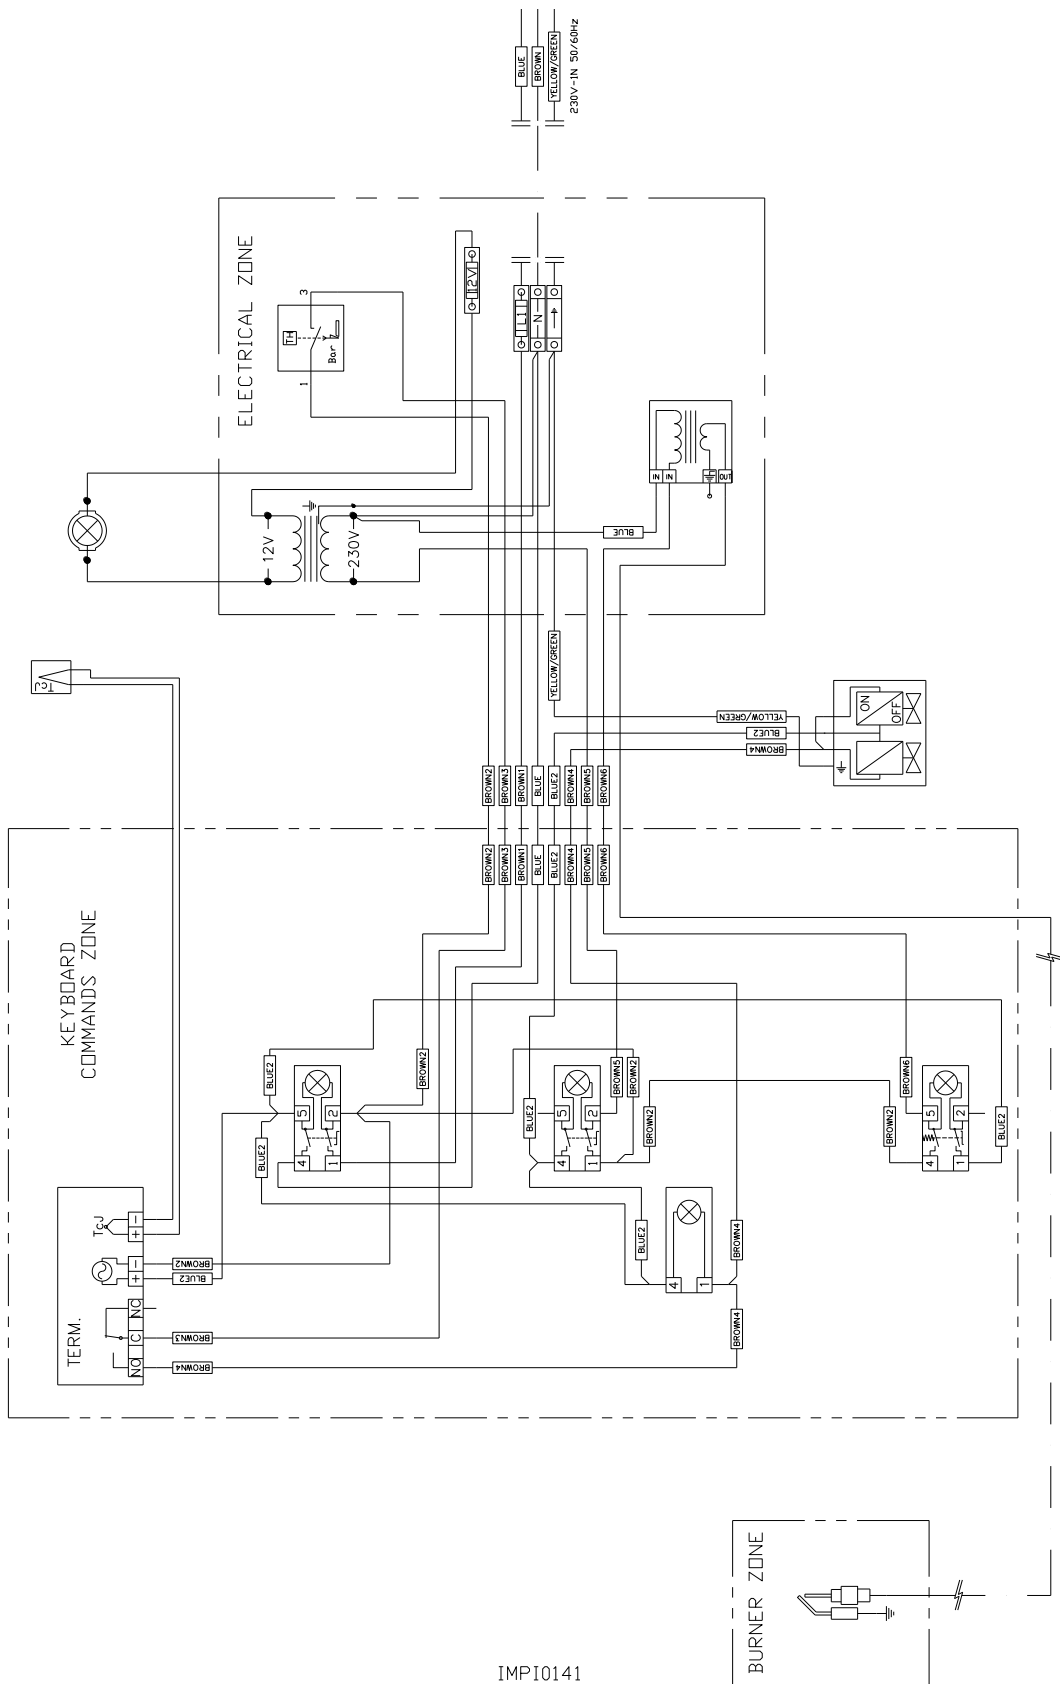 BLUE
BROWN
YELLOW/GREEN
230V-1N 50/60Hz
ELECTRICAL ZONE
3
TH
Bar
1
12V
L1
N
IN
IN
OUT
BLUE
12V
230V
TcJ
YELLOW/GREEN
YELLOW/GREEN
BLUE2
BROWN4
ON
OFF
BROWN2
BROWN3
BROWN1
BLUE
BLUE2
BROWN4
BROWN5
BROWN6
BROWN2
BROWN3
BROWN1
BLUE
BLUE2
BROWN4
BROWN5
BROWN6
KEYBOARD
COMMANDS ZONE
BLUE2
BROWN2
BLUE2
5
2
4
1
BLUE2
BROWN5
BROWN2
BROWN2
5
2
4
1
BROWN6
BROWN2
BLUE2
5
2
4
1
BLUE2
BROWN4
4
1
BROWN4
TERM.
TcJ
-
+
-
+
NC
C
NO
BROWN2
BLUE2
BROWN3
BROWN4
BURNER ZONE
IMPI0141